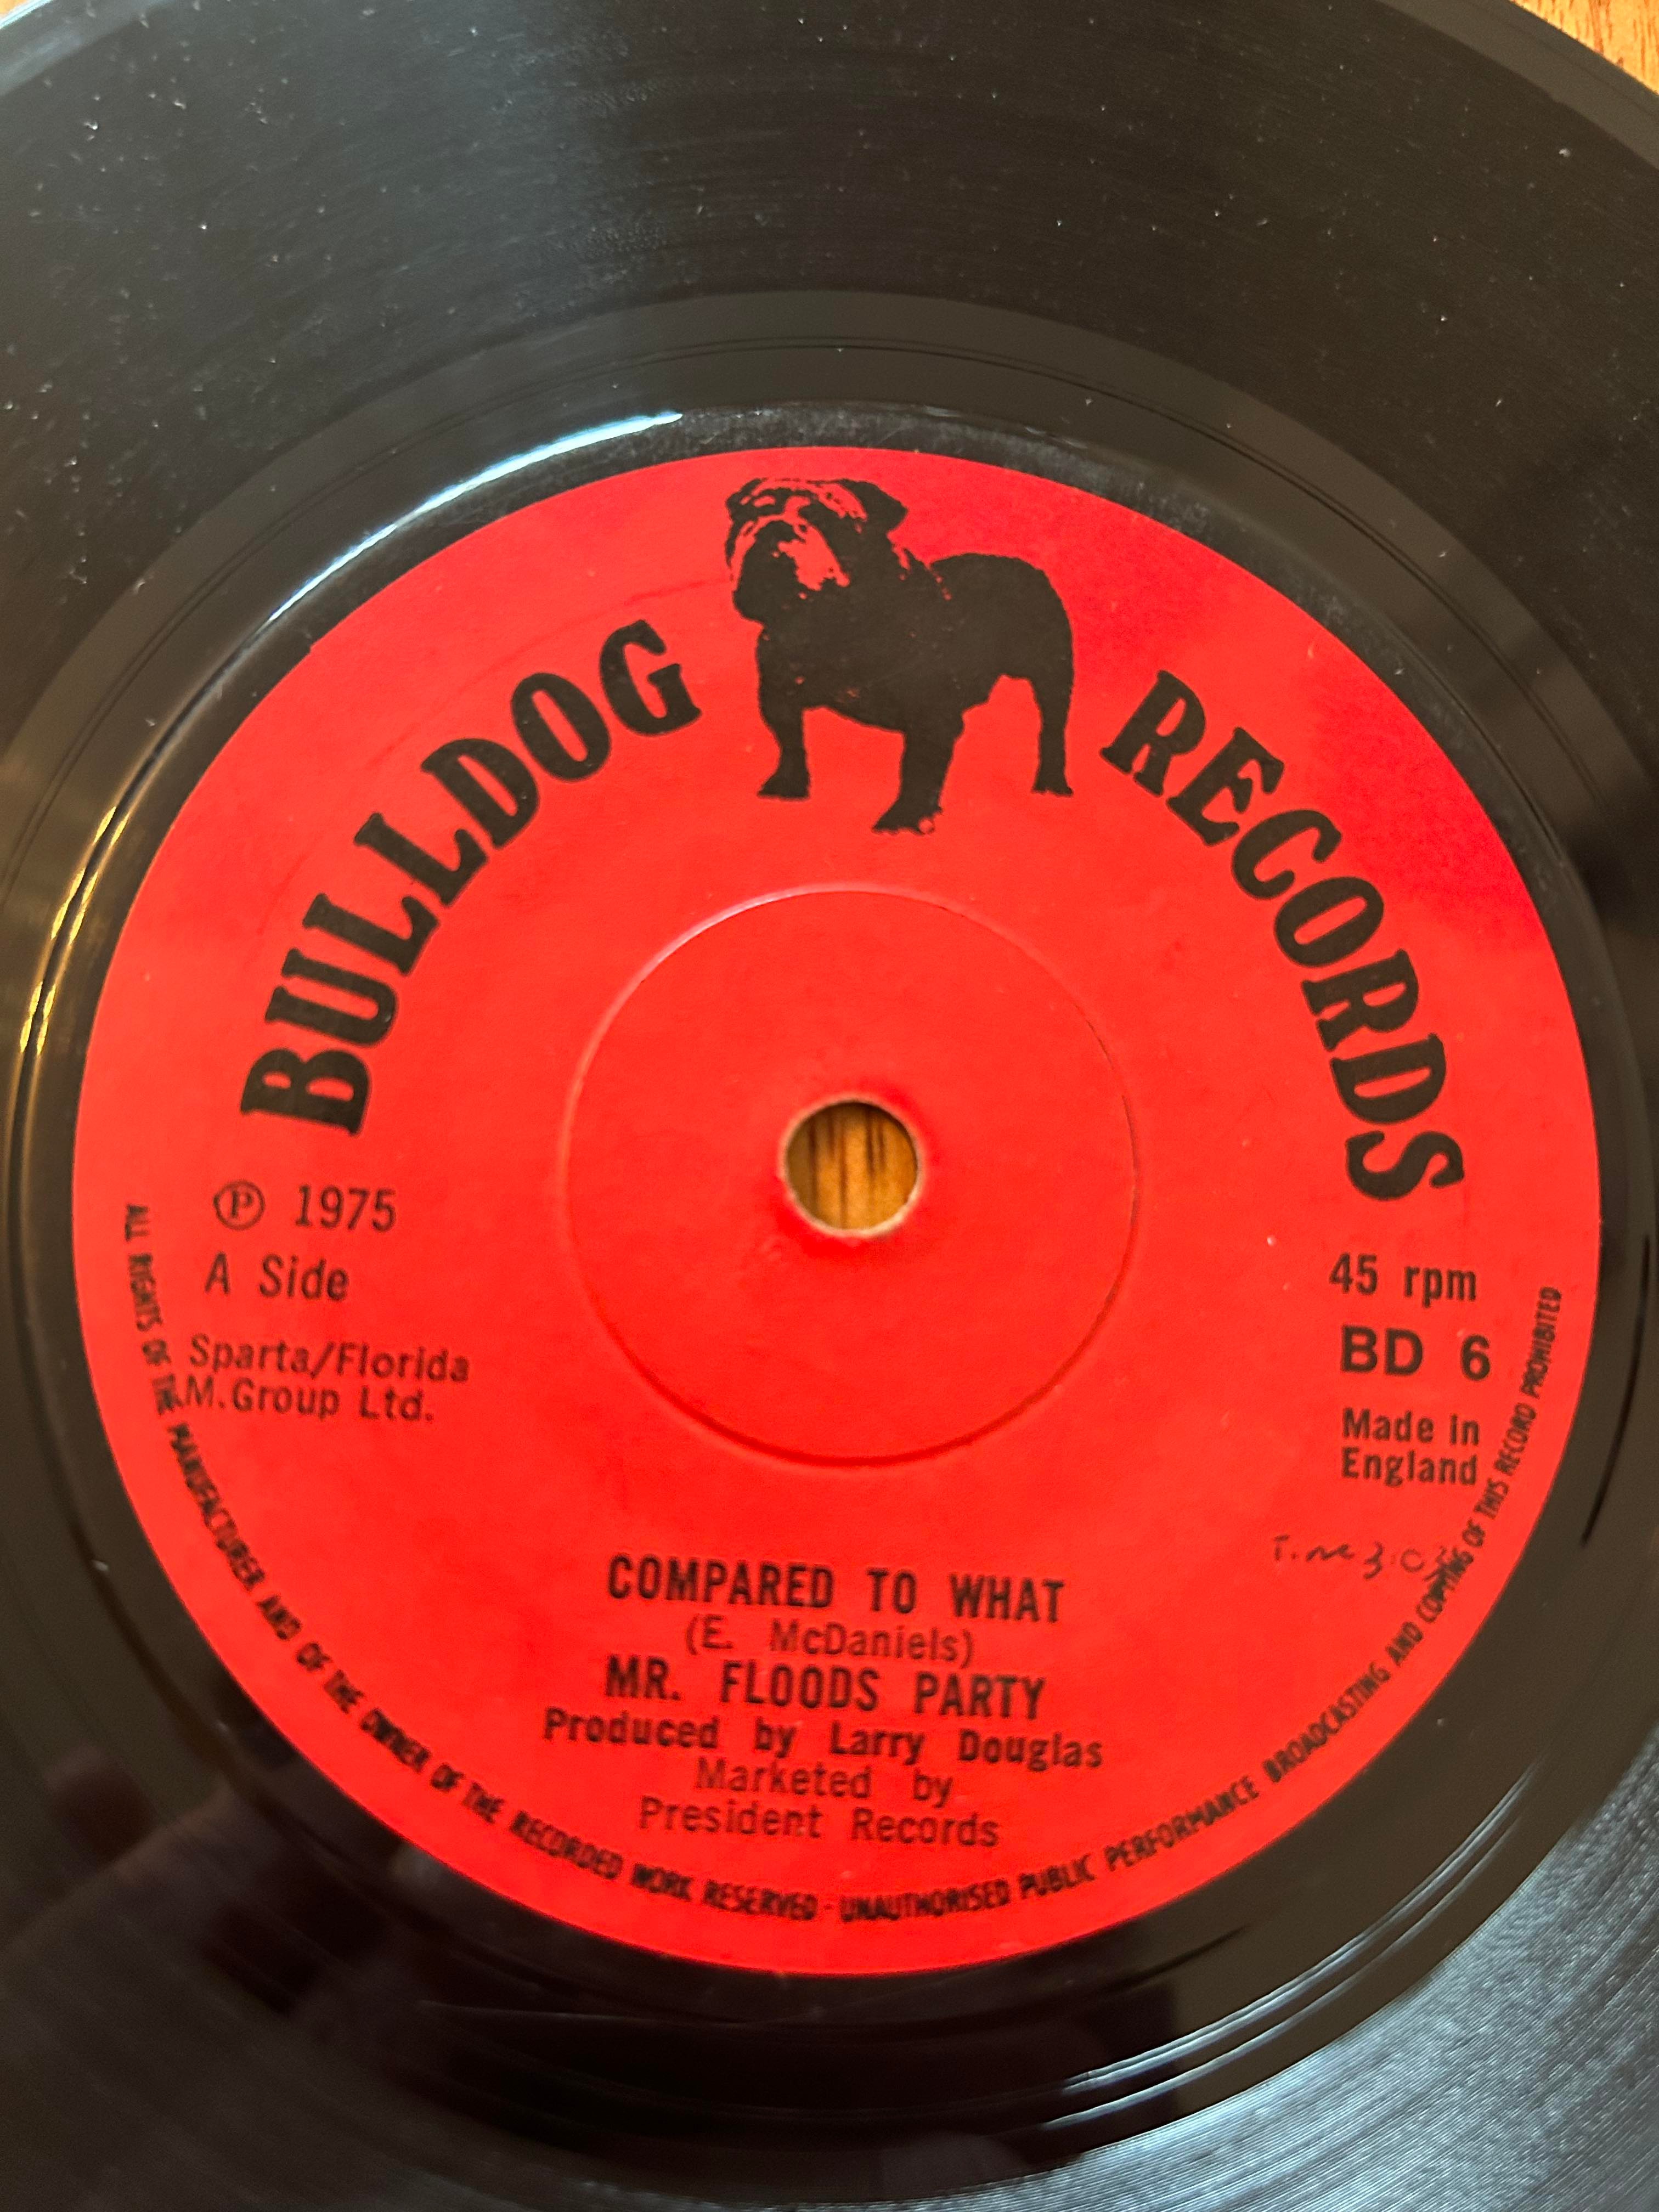 BULLDOG RECORDS
℗ 1975
A Side
Sparta/Florida
M.Group Ltd.
45 rpm
BD 6
Made in
England
COMPARED TO WHAT
(E. McDaniels)
MR. FLOODS PARTY
Produced by Larry Douglas
Marketed by
President Records
ALL RIGHTS OF THE MANUFACTURER AND OF THE OWNER OF THE RECORDED WORK RESERVED - UNAUTHORISED PUBLIC PERFORMANCE BROADCASTING AND COPYING OF THIS RECORD PROHIBITED